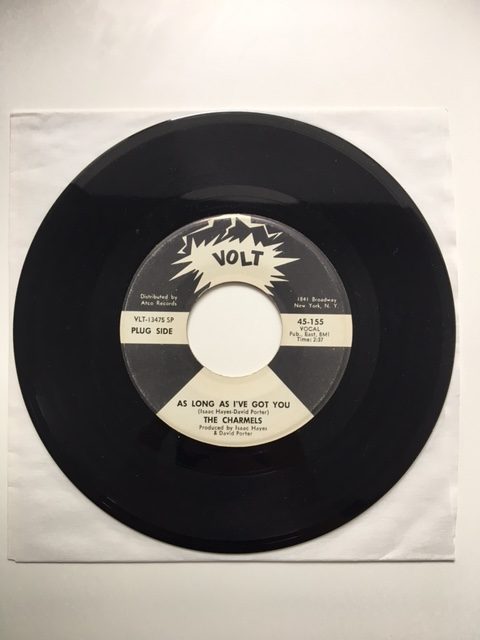 VOLT
Distributed by
Atco Records
1841 Broadway
New York, N. Y.
VLT-13475 SP
PLUG SIDE
45-155
VOCAL
Pub., East, BMI
Time: 2:37
AS LONG AS I'VE GOT YOU
(Isaac Hayes-David Porter)
THE CHARMELS
Produced by Isaac Hayes
& David Porter